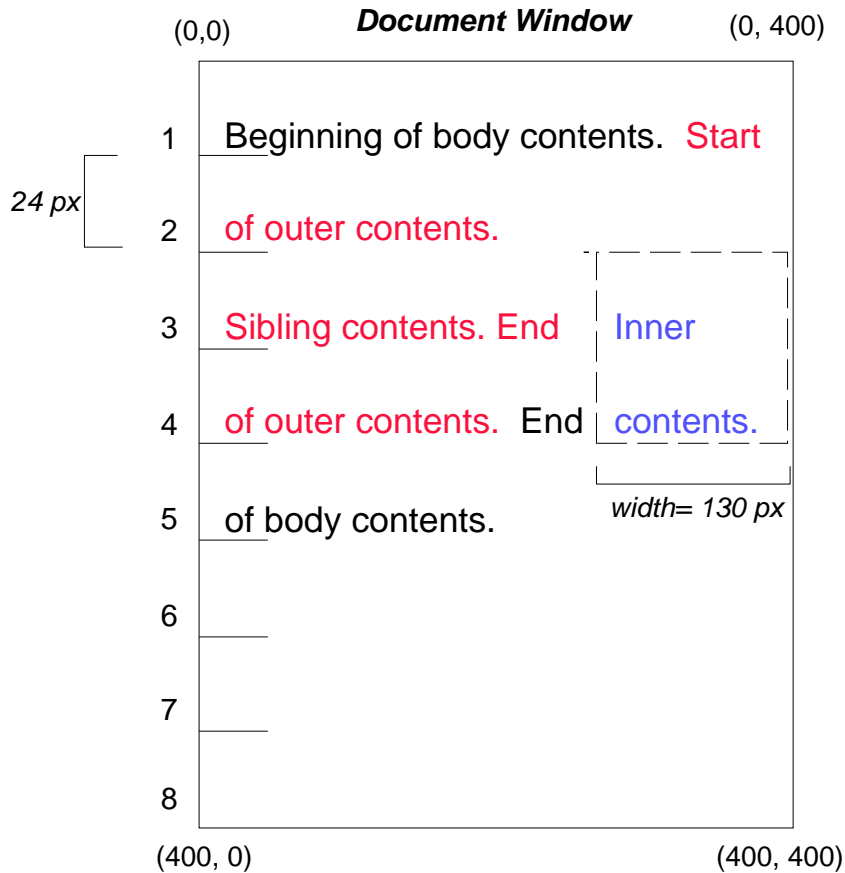 Document Window
(0,0) (0, 400)
1 Beginning of body contents. Start
24 px
2 of outer contents.
3 Sibling contents. End Inner
4 of outer contents. End contents.
width= 130 px
5 of body contents.
6
7
8
(400, 0) (400, 400)